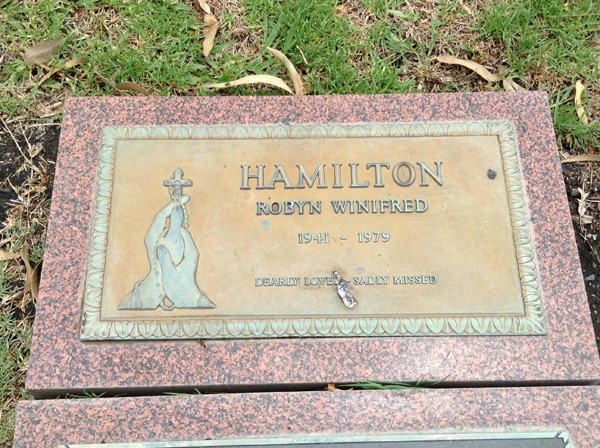 HAMILTON
ROBYN WINIFRED
1941 - 1979
DEARLY LOVED SADLY MISSED